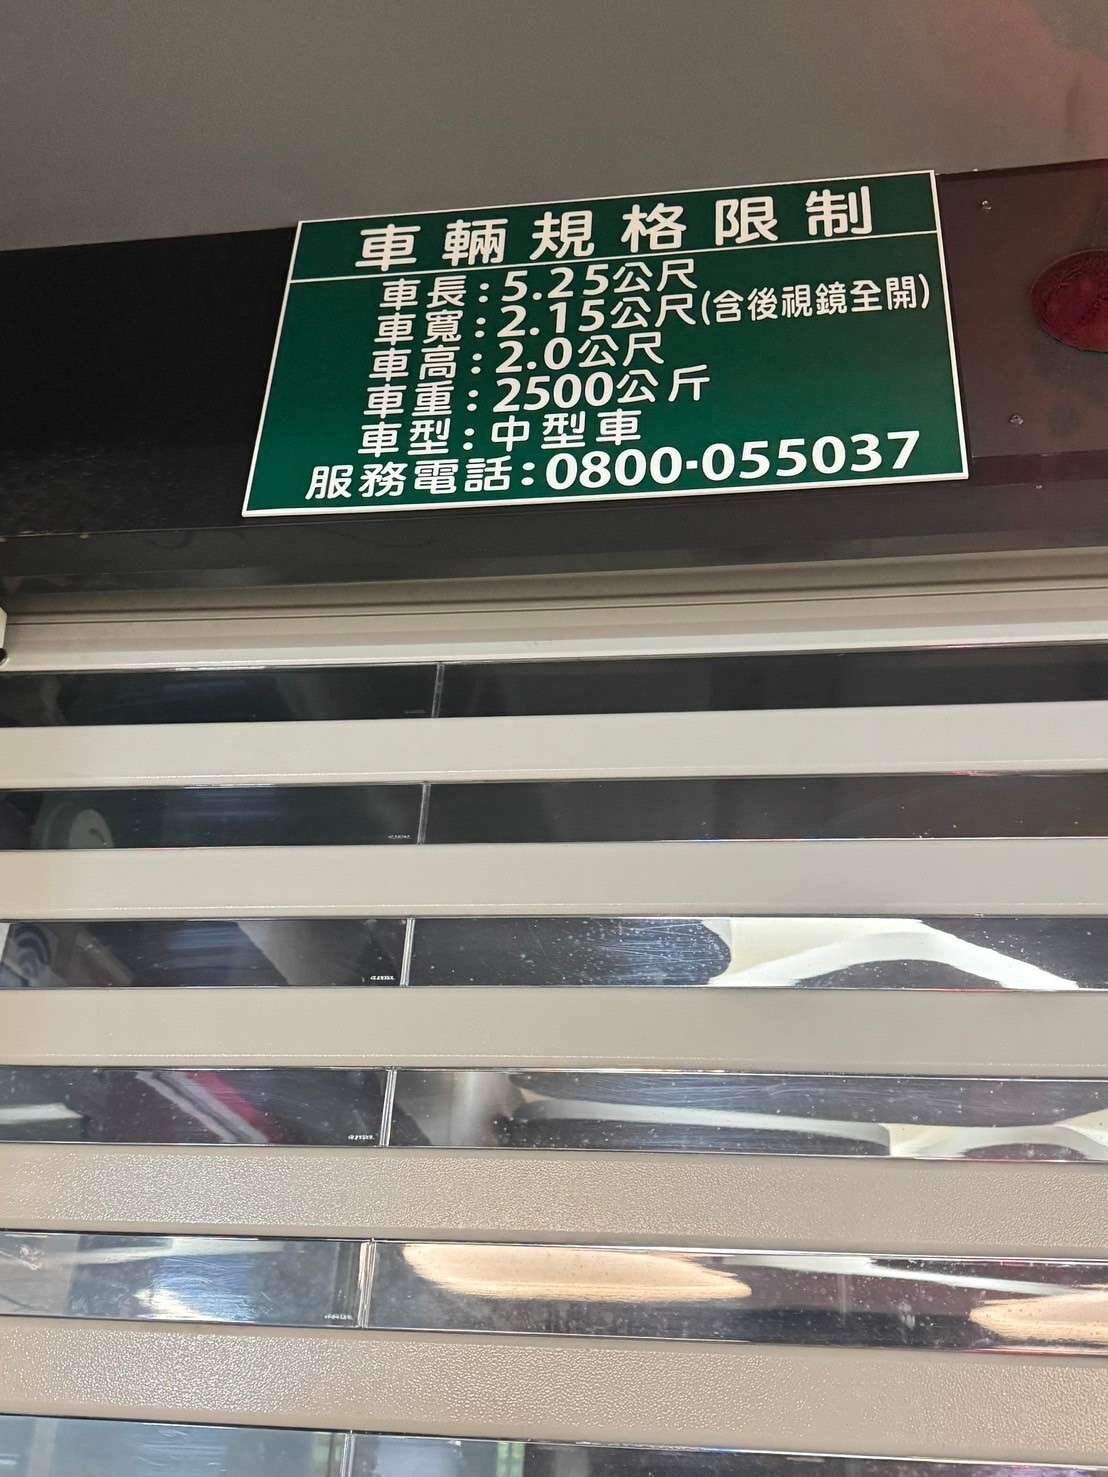 車輛規格限制
車長:5.25公尺
車寬:2.15公尺(含後視鏡全開)
車高:2.0公尺
車重:2500公斤
車型:中型車
服務電話:0800-055037